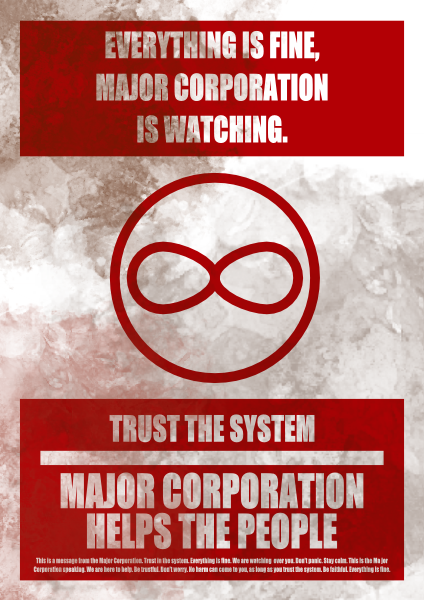 EVERYTHING IS FINE,
MAJOR CORPORATION
IS WATCHING.
TRUST THE SYSTEM
MAJOR CORPORATION
HELPS THE PEOPLE
This is a message from the Major Corporation. Trust in the system. Everything is fine. We are watching over you. Don't panic. Stay calm. This is the Ma jor
Corporation speaking. We are here to help. Be trustful. Don't worry. No harm can come to you, as long as you trust the system. Be faithful. Everything is fine.